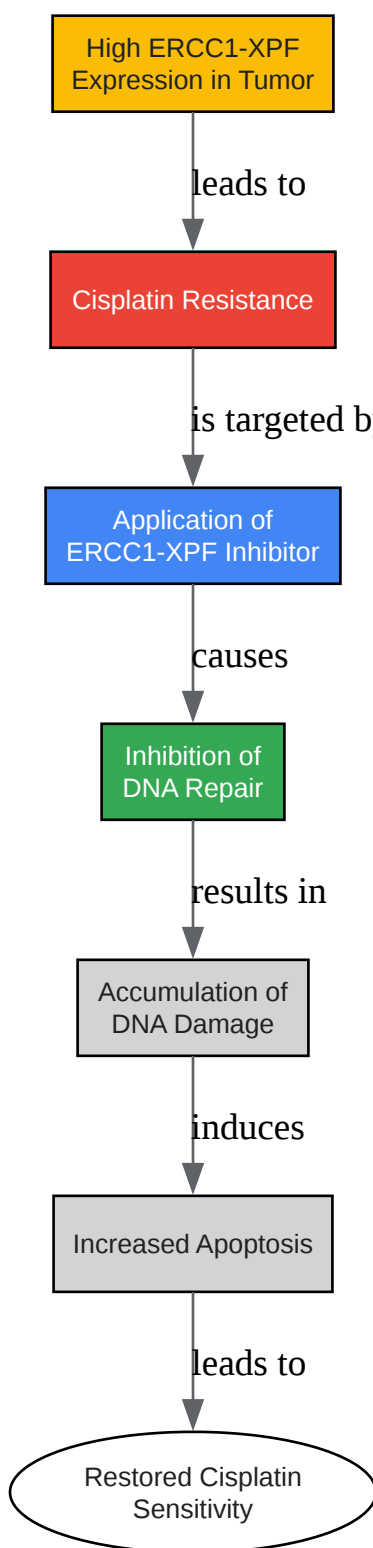 High ERCC1-XPF
Expression in Tumor
leads to
Cisplatin Resistance
is targeted by
Application of
ERCC1-XPF Inhibitor
causes
Inhibition of
DNA Repair
results in
Accumulation of
DNA Damage
induces
Increased Apoptosis
leads to
Restored Cisplatin
Sensitivity